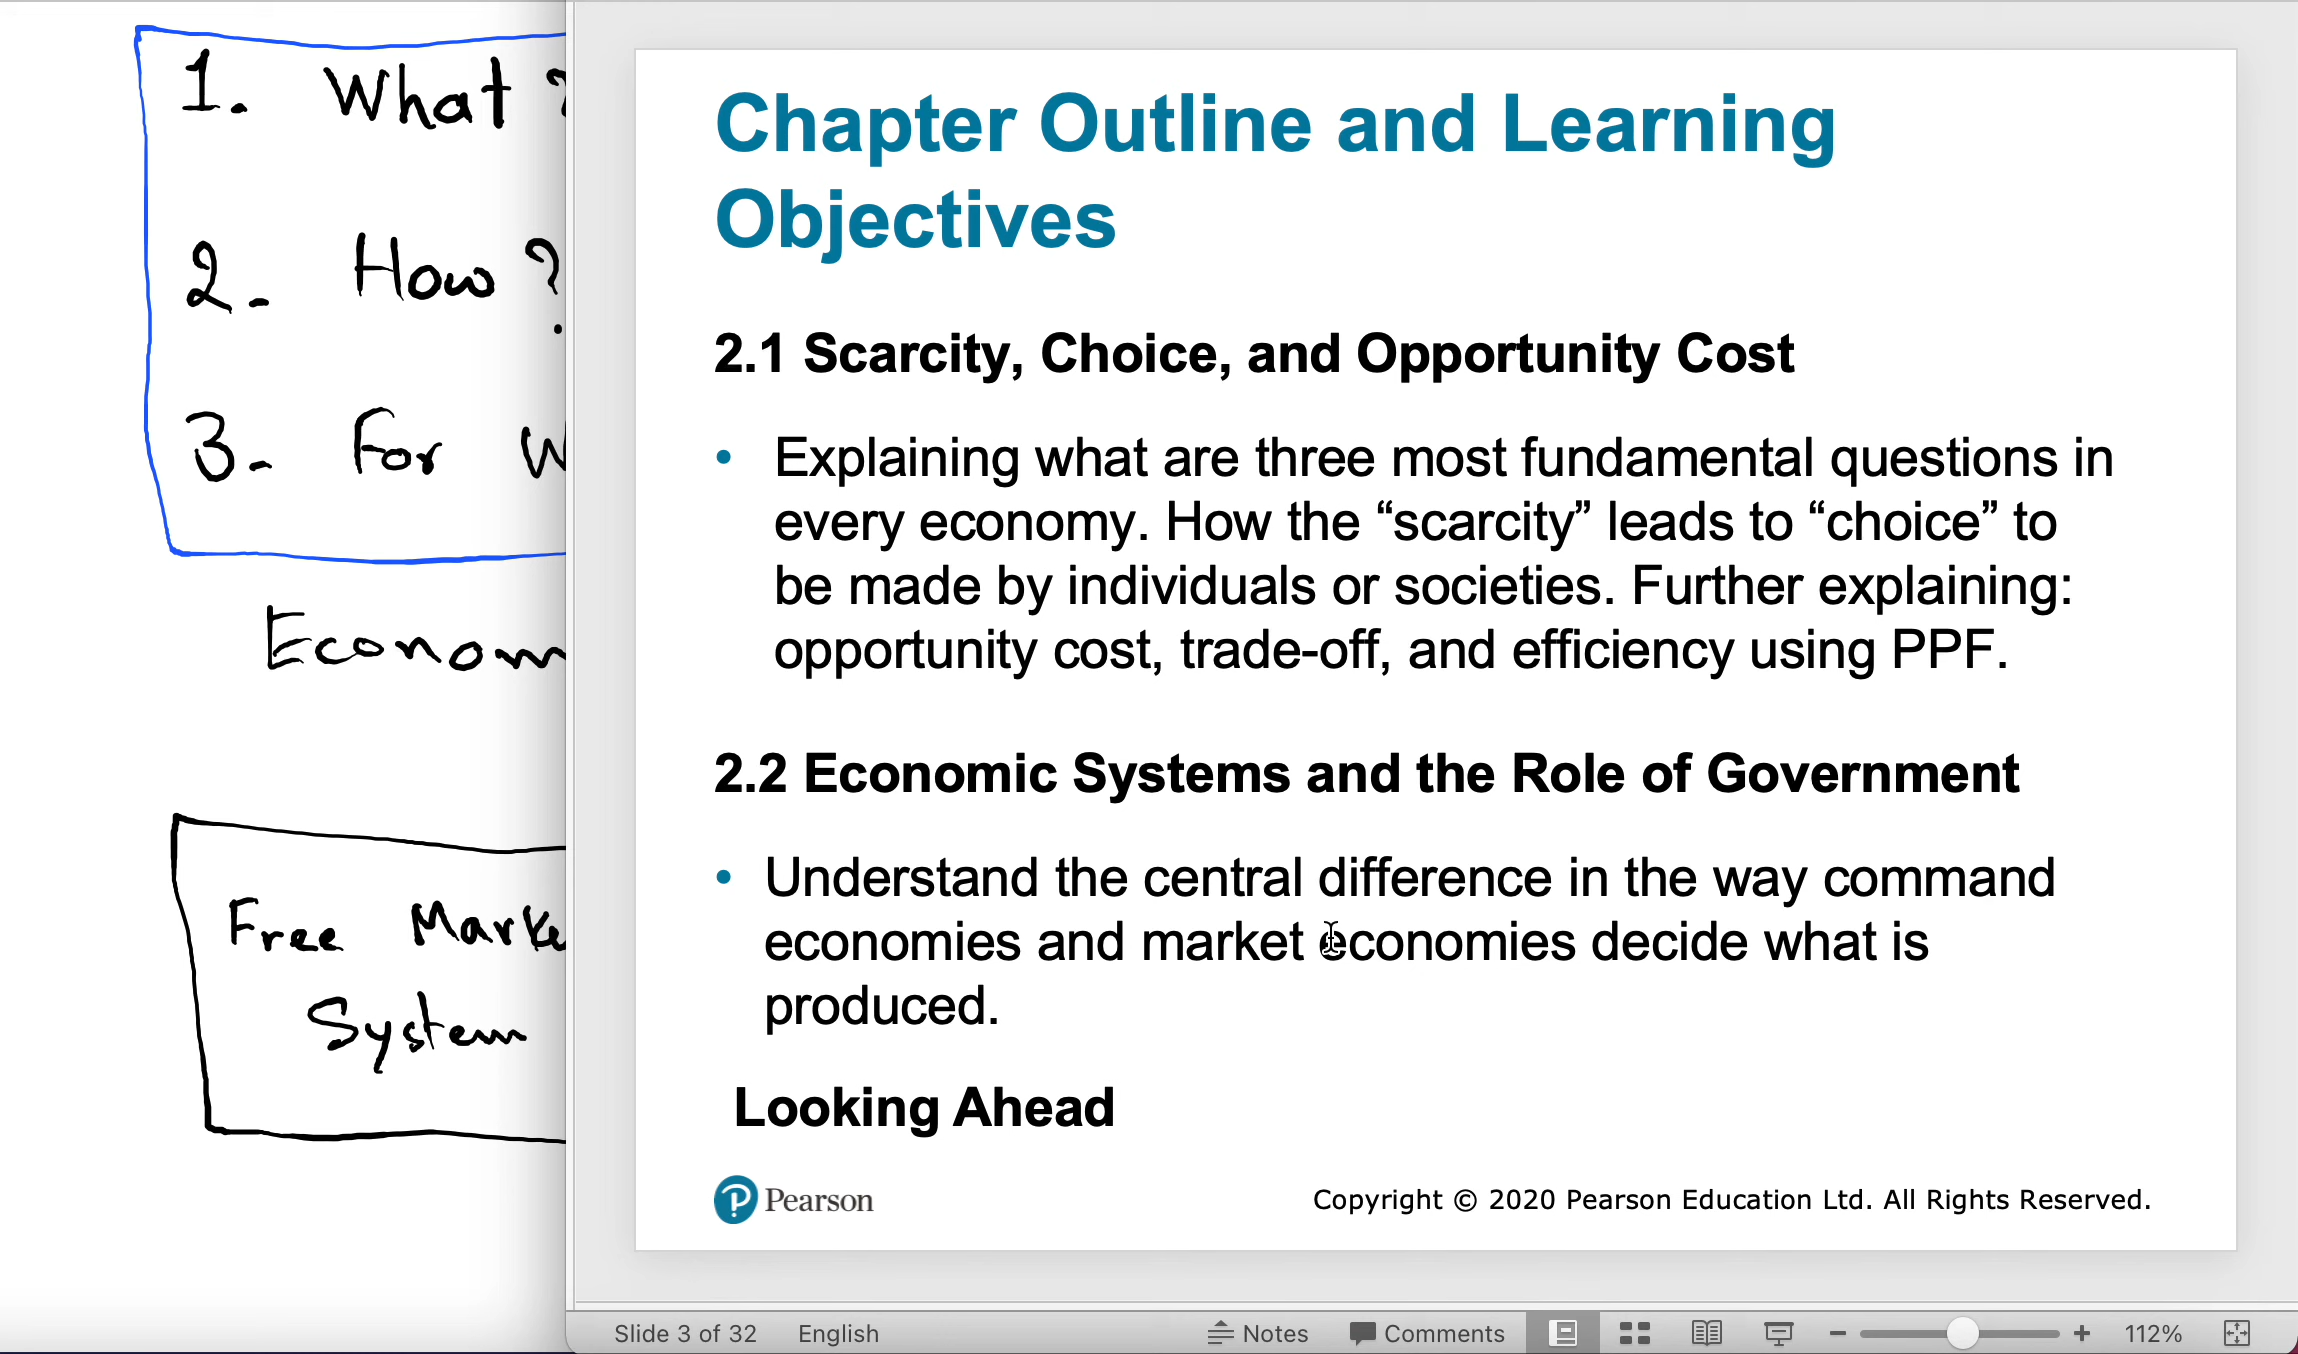 1. What ?
2- How ?
3- For W
Econom
Free Marke
System
Chapter Outline and Learning
Objectives
2.1 Scarcity, Choice, and Opportunity Cost
• Explaining what are three most fundamental questions in
every economy. How the “scarcity” leads to “choice” to
be made by individuals or societies. Further explaining:
opportunity cost, trade-off, and efficiency using PPF.
2.2 Economic Systems and the Role of Government
• Understand the central difference in the way command
economies and market economies decide what is
produced.
Looking Ahead
Pearson
Copyright © 2020 Pearson Education Ltd. All Rights Reserved.
Slide 3 of 32 English Notes Comments 112%